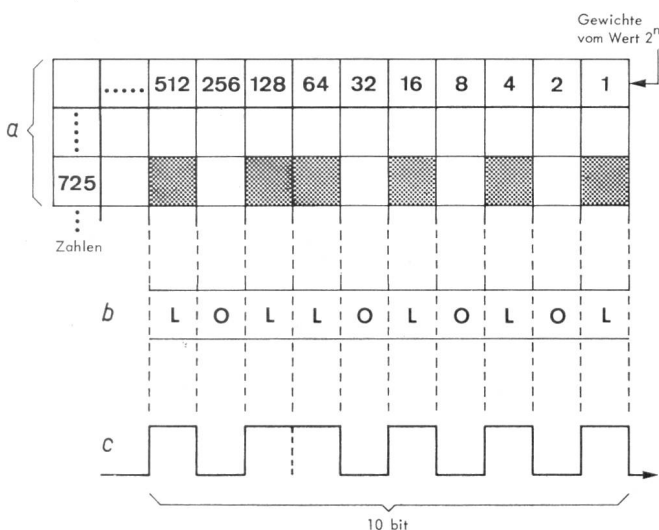 Gewichte
vom Wert 2ⁿ
a
..... 512 256 128 64 32 16 8 4 2 1
725
Zahlen
b L O L L O L O L O L
c
10 bit